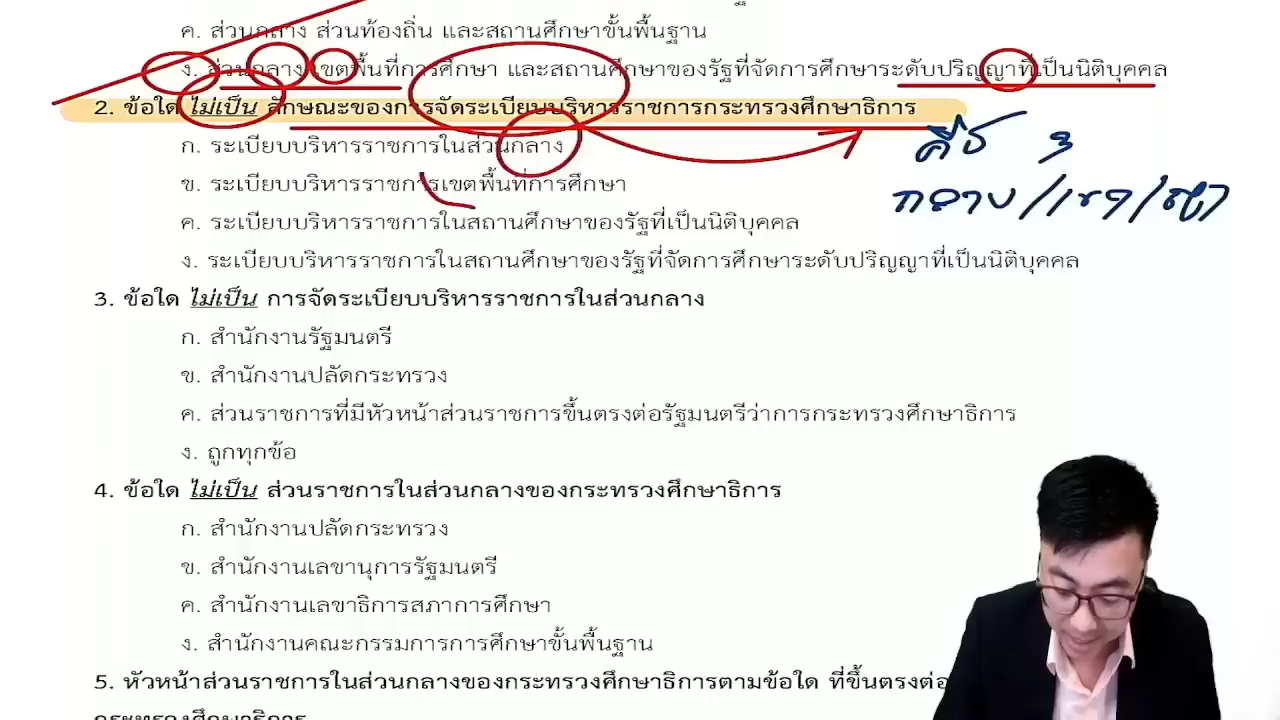 ค. ส่วนกลาง ส่วนท้องถิ่น และสถานศึกษาขั้นพื้นฐาน
ง. ส่วนกลาง เขตพื้นที่การศึกษา และสถานศึกษาของรัฐที่จัดการศึกษาระดับปริญญาที่เป็นนิติบุคคล
2. ข้อใด ไม่เป็น ลักษณะของการจัดระเบียบบริหารราชการกระทรวงศึกษาธิการ
ก. ระเบียบบริหารราชการในส่วนกลาง
3
ข. ระเบียบบริหารราชการเขตพื้นที่การศึกษา
กลาง/เขต/
ค. ระเบียบบริหารราชการในสถานศึกษาของรัฐที่เป็นนิติบุคคล
ง. ระเบียบบริหารราชการในสถานศึกษาของรัฐที่จัดการศึกษาระดับปริญญาที่เป็นนิติบุคคล
3. ข้อใด ไม่เป็น การจัดระเบียบบริหารราชการในส่วนกลาง
ก. สำนักงานรัฐมนตรี
ข. สำนักงานปลัดกระทรวง
ค. ส่วนราชการที่มีหัวหน้าส่วนราชการขึ้นตรงต่อรัฐมนตรีว่าการกระทรวงศึกษาธิการ
ง. ถูกทุกข้อ
4. ข้อใด ไม่เป็น ส่วนราชการในส่วนกลางของกระทรวงศึกษาธิการ
ก. สำนักงานปลัดกระทรวง
ข. สำนักงานเลขานุการรัฐมนตรี
ค. สำนักงานเลขาธิการสภาการศึกษา
ง. สำนักงานคณะกรรมการการศึกษาขั้นพื้นฐาน
5. หัวหน้าส่วนราชการในส่วนกลางของกระทรวงศึกษาธิการตามข้อใด ที่ขึ้นตรงต่อ
กระทรวงศึกษาธิการ